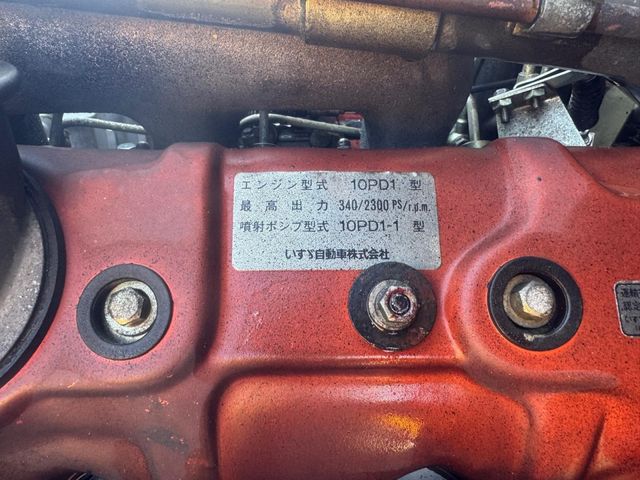 エンジン型式 10PD1 型
最高出力 340/2300 PS/r.p.m.
噴射ポンプ型式 10PD1-1 型
いすゞ自動車株式会社